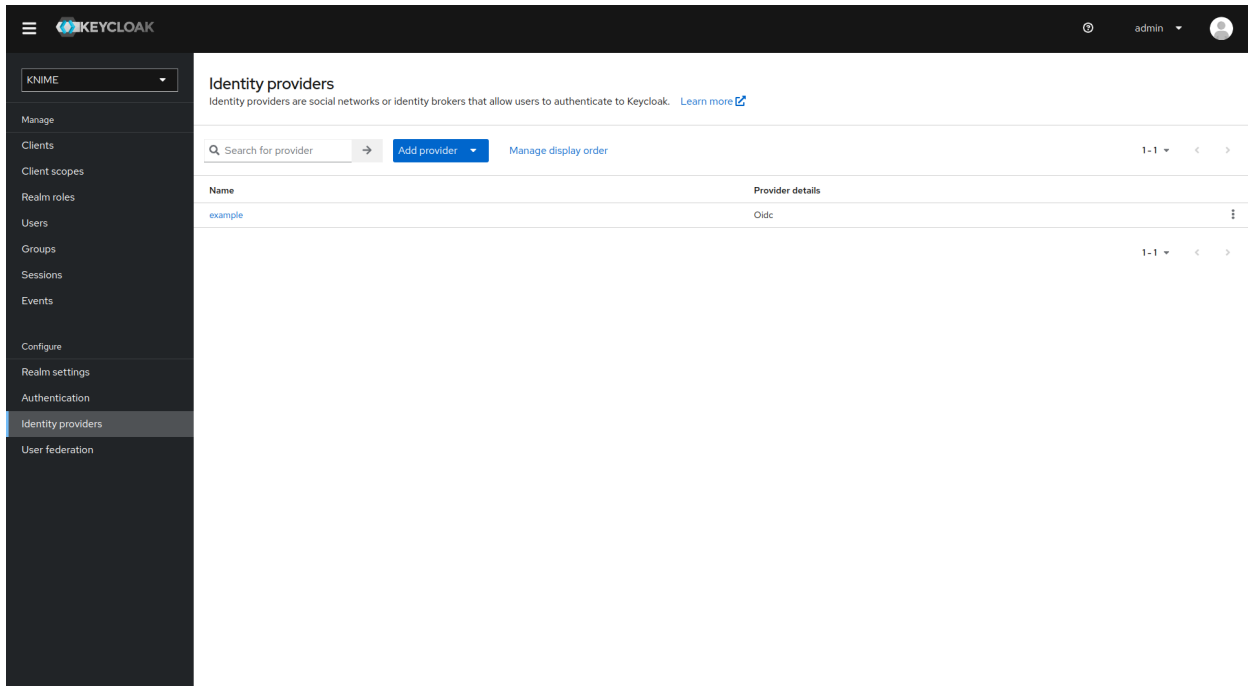 KEYCLOAK
admin
KNIME
Manage
Clients
Client scopes
Realm roles
Users
Groups
Sessions
Events
Configure
Realm settings
Authentication
Identity providers
User federation
Identity providers
Identity providers are social networks or identity brokers that allow users to authenticate to Keycloak. Learn more
Search for provider Add provider Manage display order 1-1
Name Provider details
example Oidc
1-1